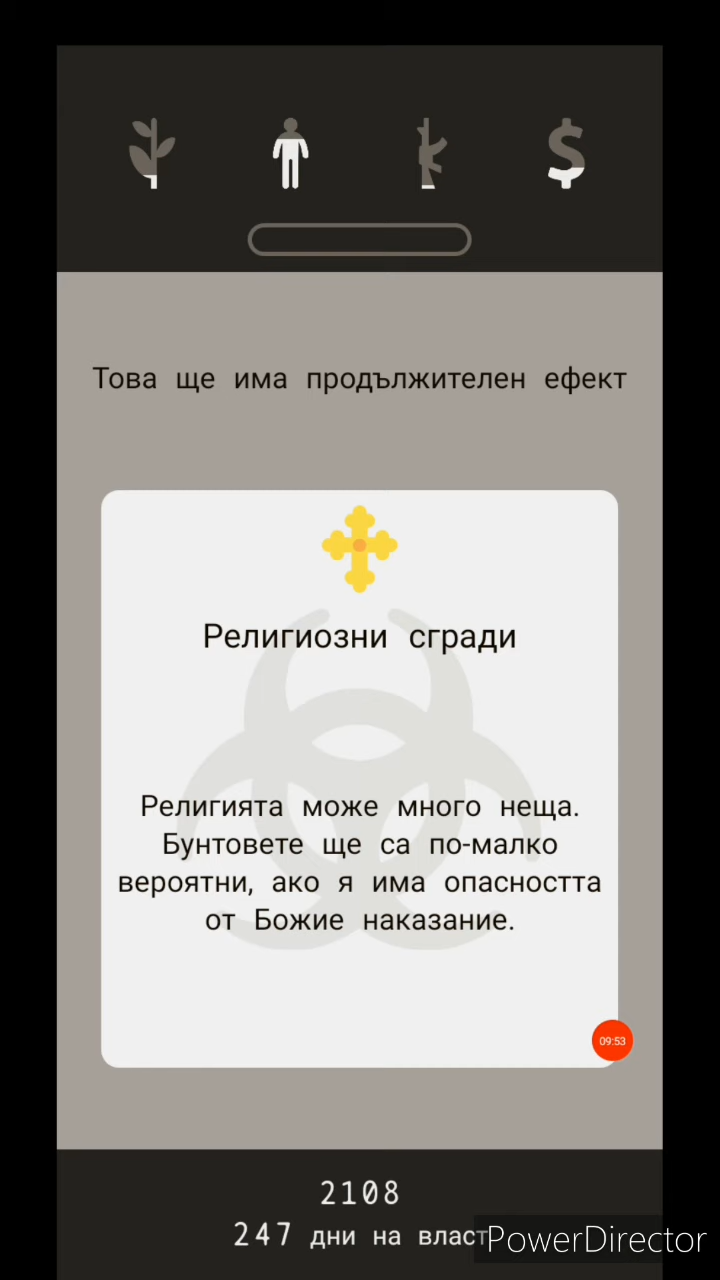 Това ще има продължителен ефект
Религиозни сгради
Религията може много неща.
Бунтовете ще са по-малко
вероятни, ако я има опасността
от Божие наказание.
09:53
2108
247 дни на власт
PowerDirector